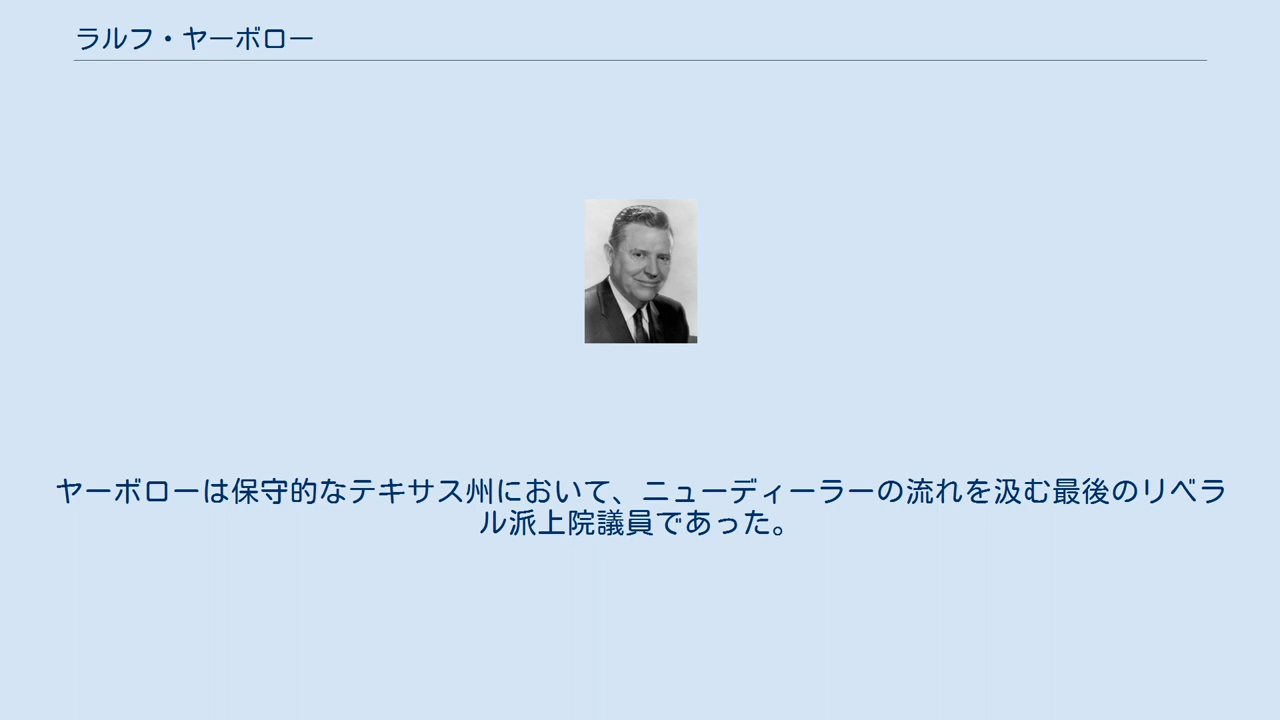 ラルフ・ヤーボロー
ヤーボローは保守的なテキサス州において、ニューディーラーの流れを汲む最後のリベラ
ル派上院議員であった。